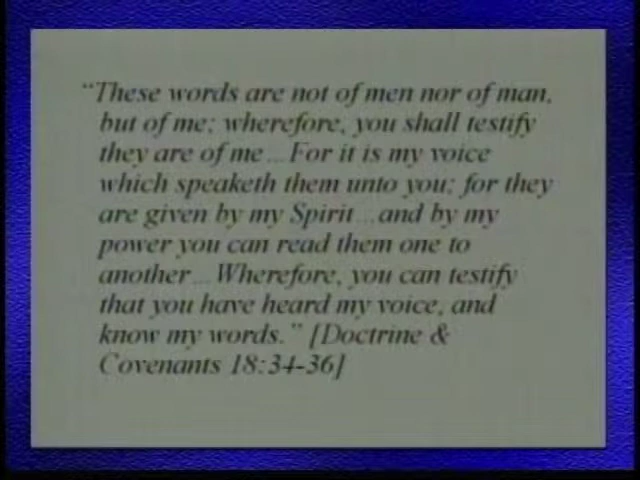 “These words are not of men nor of man,
but of me; wherefore, you shall testify
they are of me...For it is my voice
which speaketh them unto you; for they
are given by my Spirit...and by my
power you can read them one to
another...Wherefore, you can testify
that you have heard my voice, and
know my words.” [Doctrine &
Covenants 18:34-36]